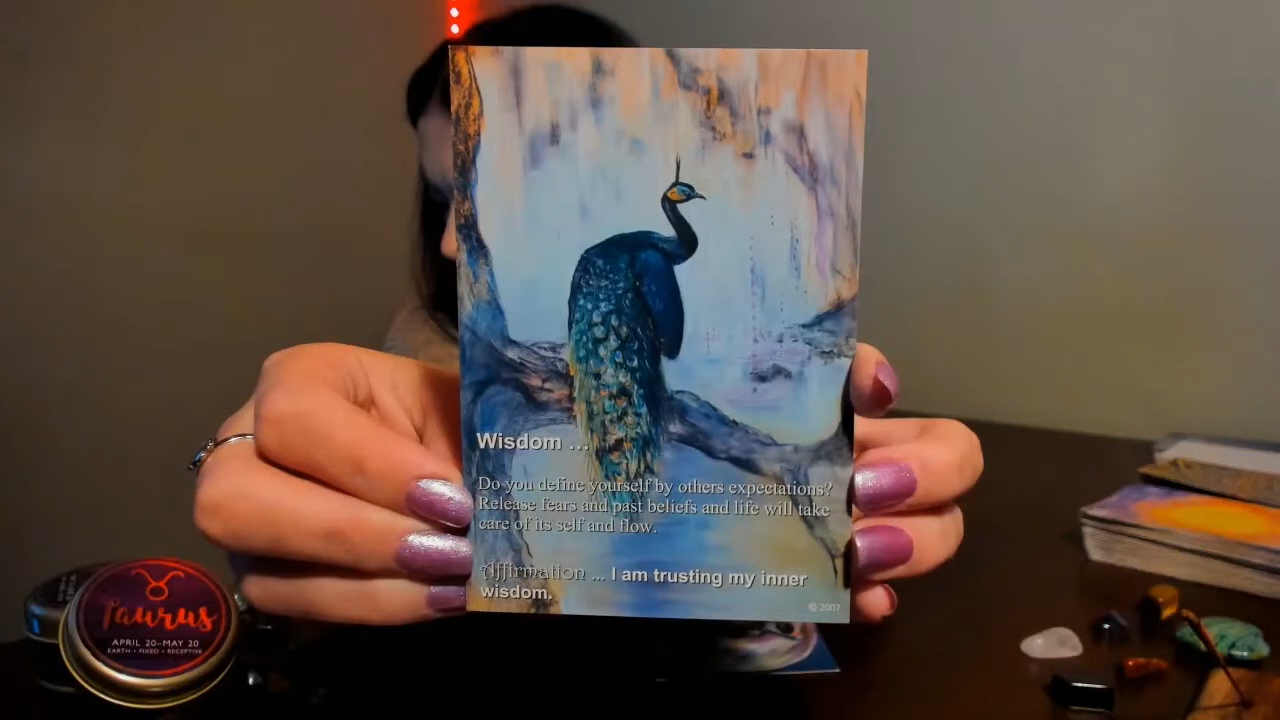 Wisdom ...
Do you define yourself by others expectations?
Release fears and past beliefs and life will take
care of its self and flow.
Affirmation ... I am trusting my inner
wisdom.
© 2007
Taurus
APRIL 20–MAY 20
EARTH • FIXED • RECEPTIVE